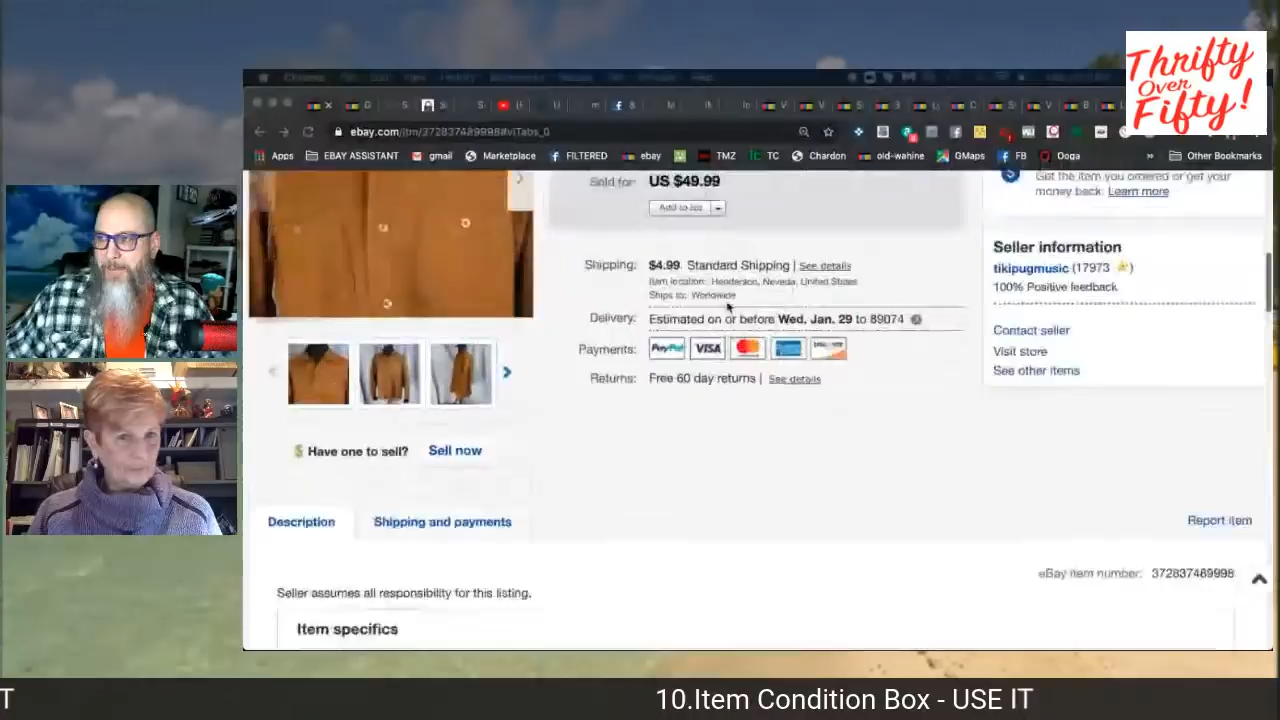 Thrifty
Over
Fifty!
ebay.com/itm/372837489998#viTabs_0
Apps EBAY ASSISTANT gmail Marketplace FILTERED ebay TMZ TC Chardon old-wahine GMaps FB Ooga » Other Bookmarks
Sold for: US $49.99
Add to list
Get the item you ordered or get your
money back. Learn more
Shipping: $4.99 Standard Shipping | See details
Item location: Henderson, Nevada, United States
Ships to: Worldwide
Delivery: Estimated on or before Wed, Jan. 29 to 89074
Payments: PayPal VISA
Returns: Free 60 day returns | See details
Seller information
tikipugmusic (17973 )
100% Positive feedback
Contact seller
Visit store
See other items
Have one to sell? Sell now
Description Shipping and payments
Report item
eBay item number: 372837489998
Seller assumes all responsibility for this listing.
Item specifics
T 10.Item Condition Box - USE IT